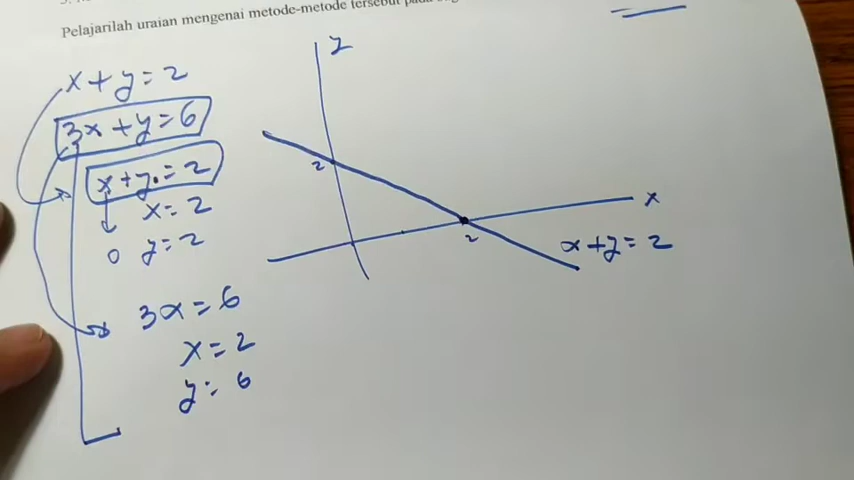 Pelajarilah uraian mengenai metode-metode tersebut pada
x + y = 2
3x + y = 6
x + y = 2
x = 2
0 y = 2
3x = 6
x = 2
y = 6
y
2
x
2
x + y = 2